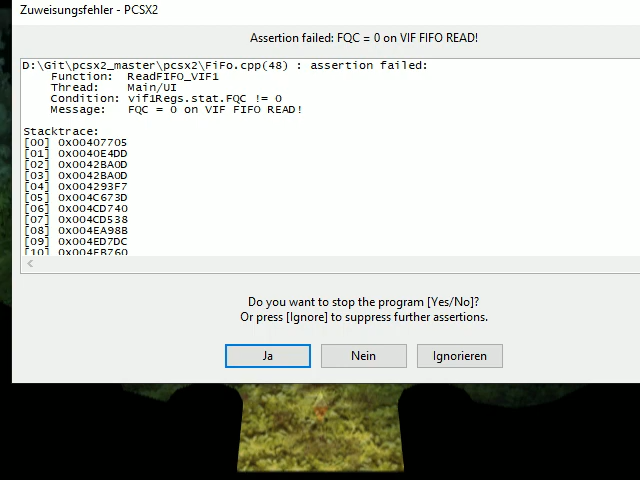 Zuweisungsfehler - PCSX2
Assertion failed: FQC = 0 on VIF FIFO READ!
D:\Git\pcsx2_master\pcsx2\FiFo.cpp(48) : assertion failed:
Function: ReadFIFO_VIF1
Thread: Main/UI
Condition: vif1Regs.stat.FQC != 0
Message: FQC = 0 on VIF FIFO READ!
Stacktrace:
[00] 0x00407705
[01] 0x0040E4DD
[02] 0x0042BA0D
[03] 0x0042BA0D
[04] 0x004293F7
[05] 0x004C673D
[06] 0x004CD740
[07] 0x004CD538
[08] 0x004EA98B
[09] 0x004ED7DC
[10] 0x004EB760
Do you want to stop the program [Yes/No]?
Or press [Ignore] to suppress further assertions.
Ja Nein Ignorieren